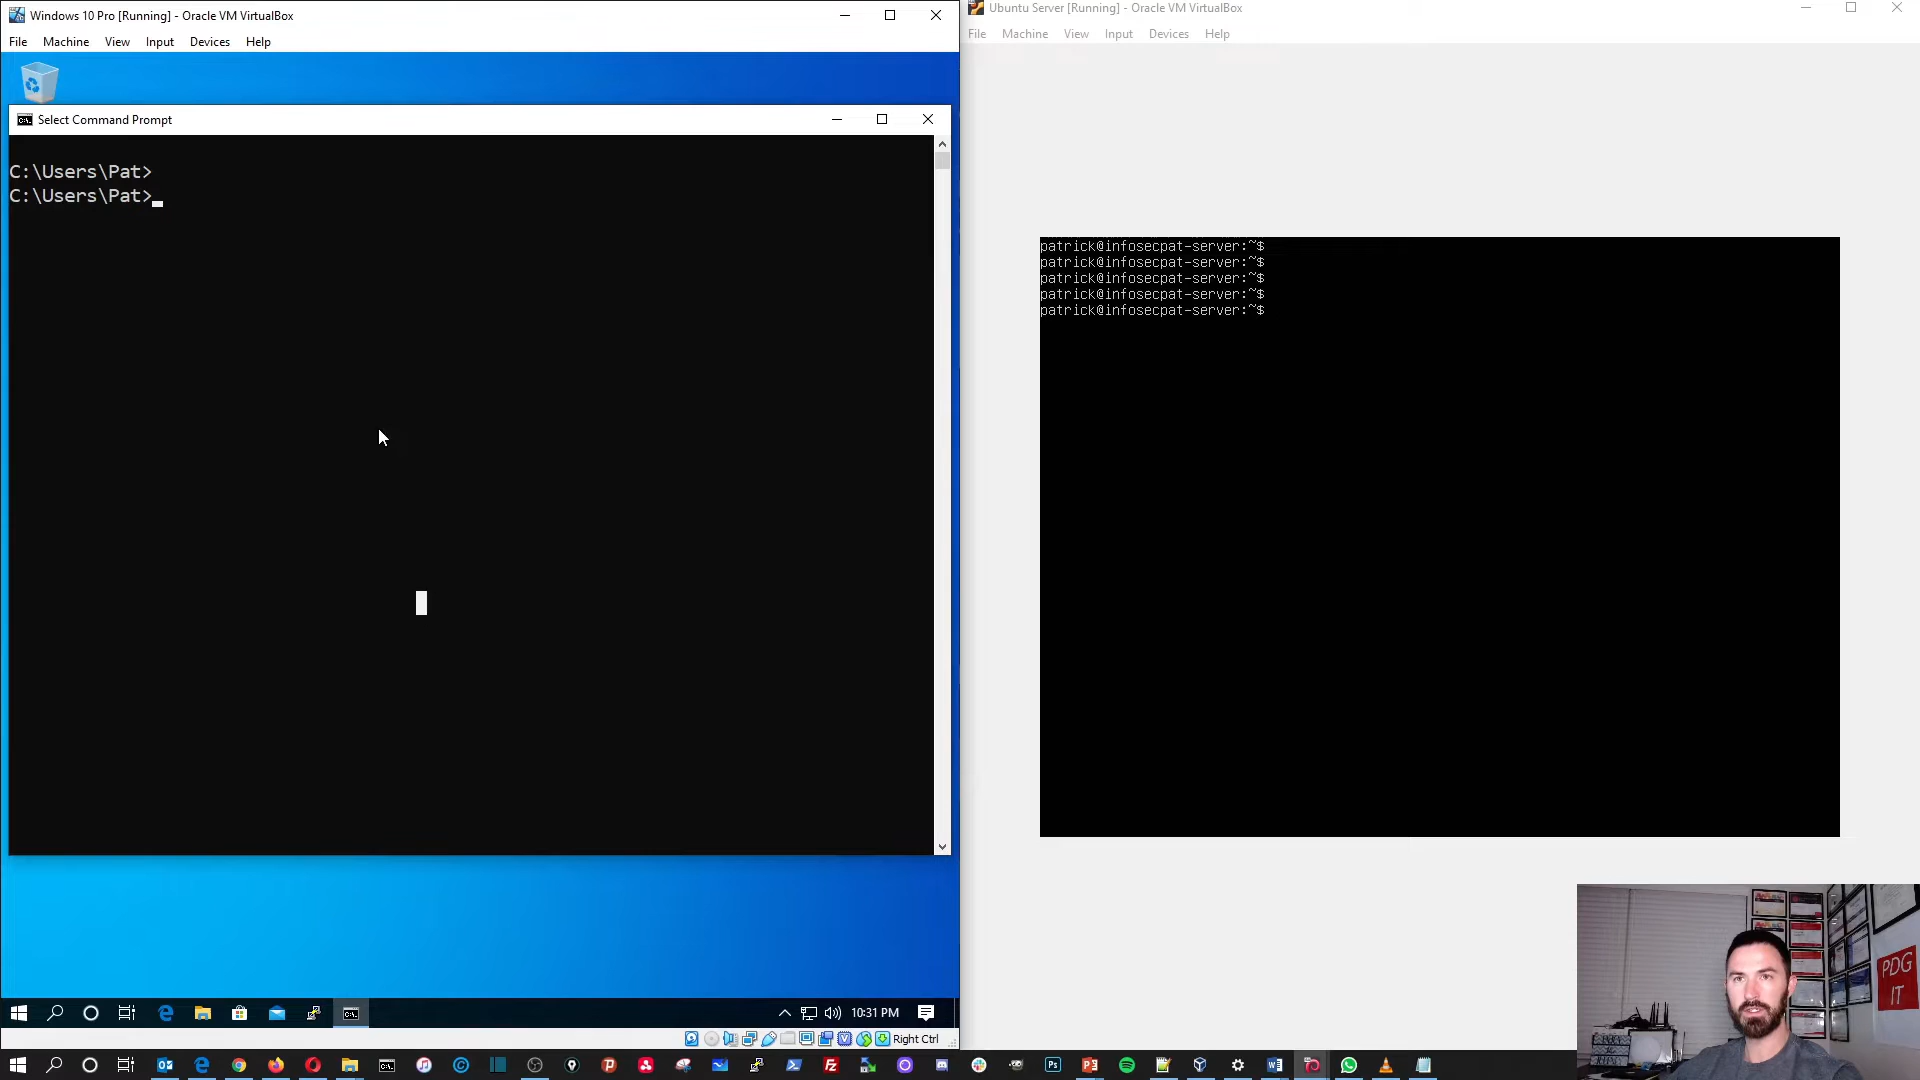 Windows 10 Pro [Running] - Oracle VM VirtualBox
File Machine View Input Devices Help
Select Command Prompt
C:\Users\Pat>
C:\Users\Pat>
10:31 PM
Right Ctrl
Ubuntu Server [Running] - Oracle VM VirtualBox
File Machine View Input Devices Help
patrick@infosecpat-server:~$
patrick@infosecpat-server:~$
patrick@infosecpat-server:~$
patrick@infosecpat-server:~$
patrick@infosecpat-server:~$
PDG
IT